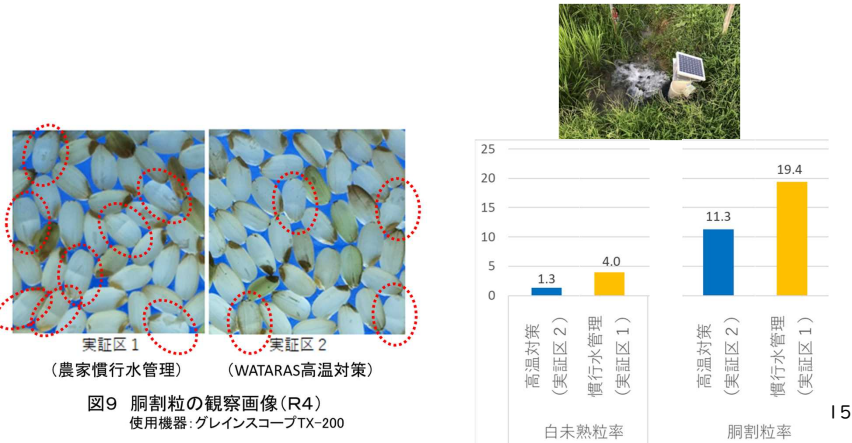 実証区1
実証区2
（農家慣行水管理）
（WATARAS高温対策）
図9 胴割粒の観察画像（R4）
使用機器：グレインスコープTX-200
25
20
15
10
5
0
1.3
4.0
11.3
19.4
高温対策
（実証区2）
慣行水管理
（実証区1）
高温対策
（実証区2）
慣行水管理
（実証区1）
白未熟粒率
胴割粒率
15